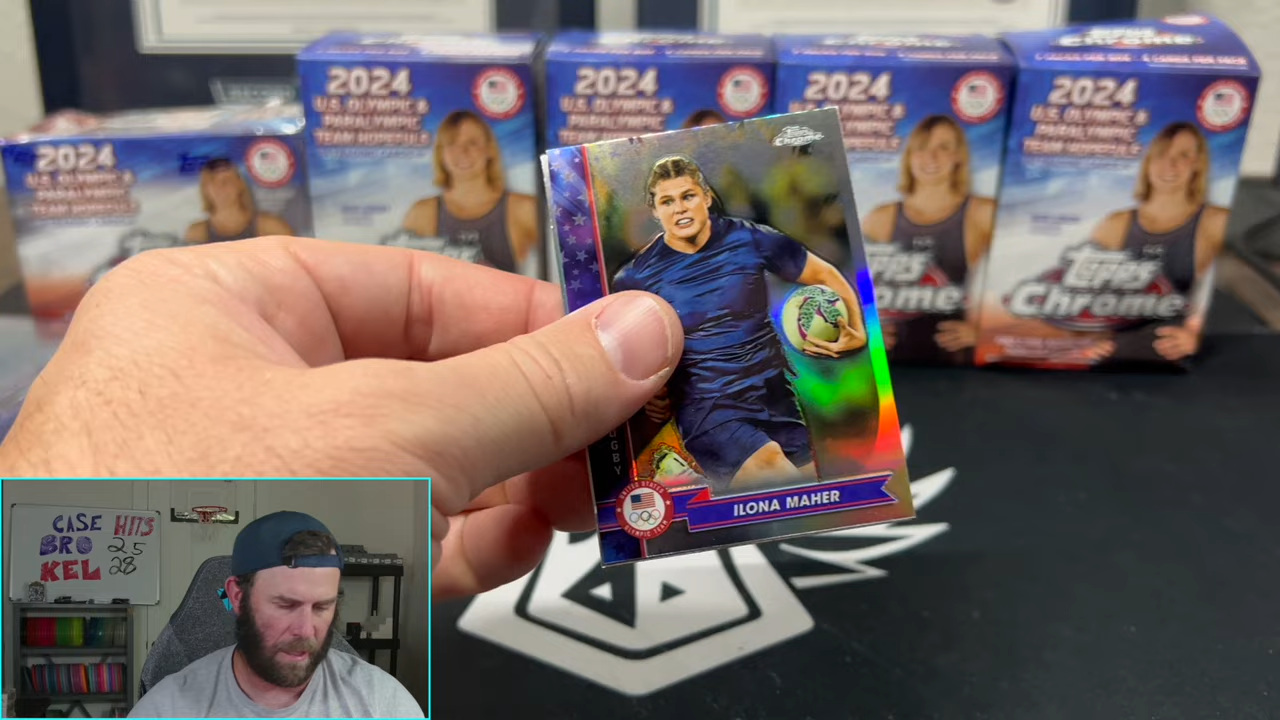 2024
U.S. OLYMPIC &
PARALYMPIC
TEAM HOPEFULS
2024
U.S. OLYMPIC &
PARALYMPIC
TEAM HOPEFULS
2024
U.S. OLYMPIC &
PARALYMPIC
TEAM HOPEFULS
2024
U.S. OLYMPIC &
PARALYMPIC
TEAM HOPEFULS
Topps
Chrome
2024
U.S. OLYMPIC &
PARALYMPIC
TEAM HOPEFULS
Topps
Chrome
Topps
Chrome
UNITED STATES
OLYMPIC TEAM
ILONA MAHER
CASE HITS
BRO 25
KEL 28